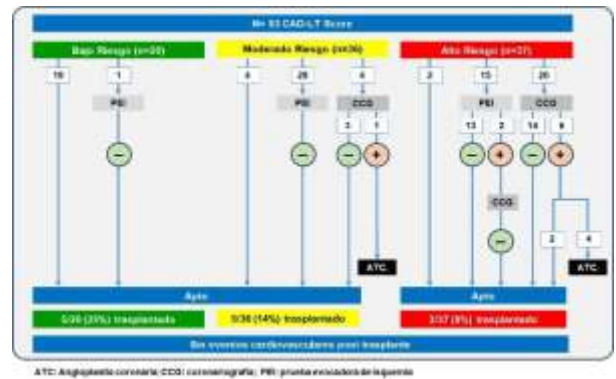 N= 93 CAD-LT Score
Bajo Riesgo (n=20) Moderado Riesgo (n=36) Alto Riesgo (n=37)
19 1 4 28 4 2 15 20
PEI PEI CCG PEI CCG
3 1 13 2 14 6
CCG
2 4
ATC ATC
Apto Apto
5/20 (25%) trasplantado 5/36 (14%) trasplantado 3/37 (8%) trasplantado
Sin eventos cardiovasculares post trasplante
ATC: Angioplastia coronaria; CCG: coronariografía; PEI: prueba evocadora de isquemia